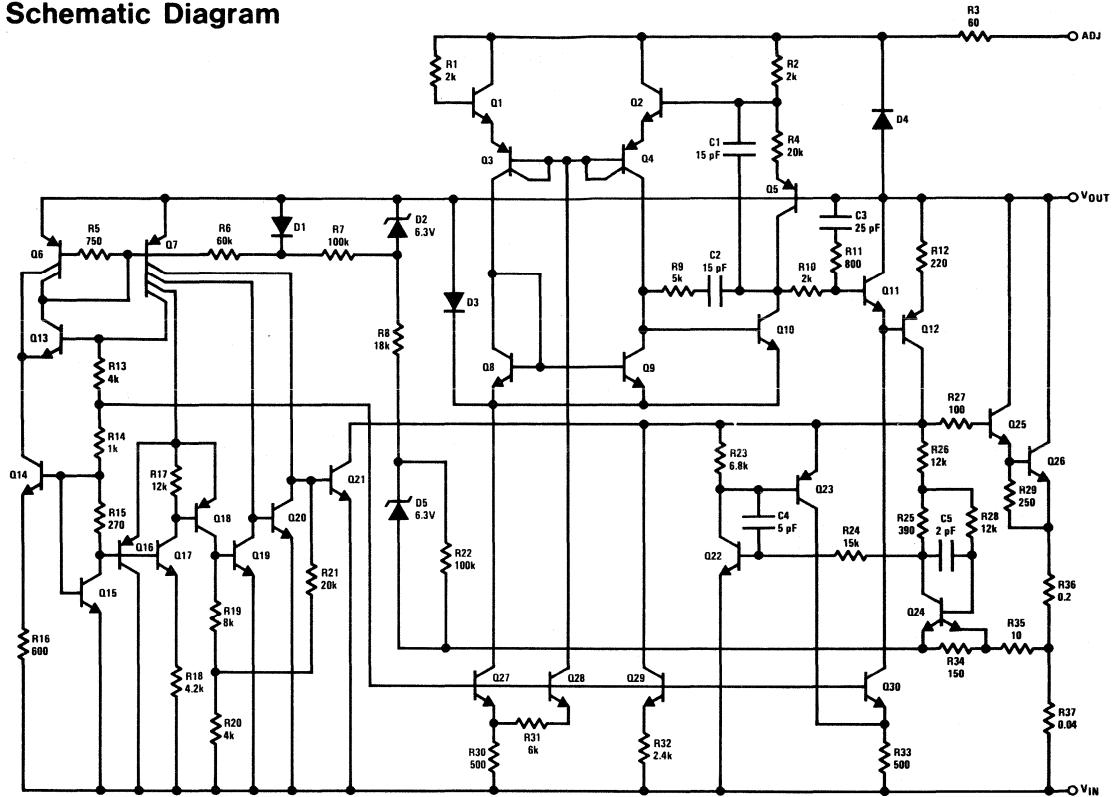 Schematic Diagram
R3
60
ADJ
R1
2k
R2
2k
Q1
Q2
D4
C1
15 pF
R4
20k
Q3
Q4
Q5
VOUT
R5
750
Q7
R6
60k
D1
R7
100k
D2
6.3V
C3
25 pF
Q6
R12
220
R11
800
R9
5k
C2
15 pF
R10
2k
Q11
D3
Q13
R8
18k
Q10
Q12
R13
4k
Q8
Q9
R27
100
Q25
R14
1k
Q14
R17
12k
Q21
R23
6.8k
R26
12k
Q26
Q23
R29
250
R15
270
Q18
Q20
D5
6.3V
C4
5 pF
R25
390
C5
2 pF
R28
12k
R24
15k
Q16
Q17
Q19
R22
100k
Q22
R21
20k
Q15
R36
0.2
R19
8k
Q24
R35
10
R16
600
R34
150
R18
4.2k
Q27
Q28
Q29
Q30
R20
4k
R31
6k
R37
0.04
R30
500
R32
2.4k
R33
500
VIN